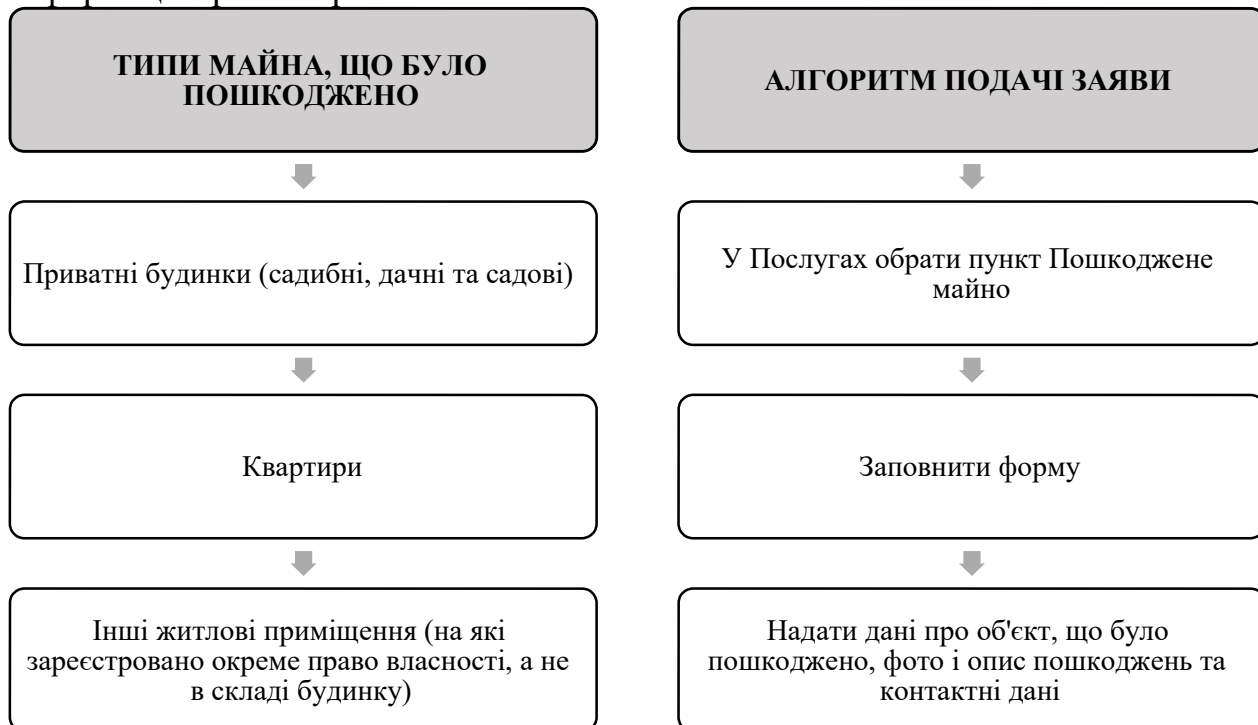 ТИПИ МАЙНА, ЩО БУЛО
ПОШКОДЖЕНО
Приватні будинки (садибні, дачні та садові)
Квартири
Інші житлові приміщення (на які
зареєстровано окреме право власності, а не
в складі будинку)
АЛГОРИТМ ПОДАЧІ ЗАЯВИ
У Послугах обрати пункт Пошкоджене
майно
Заповнити форму
Надати дані про об'єкт, що було
пошкоджено, фото і опис пошкоджень та
контактні дані